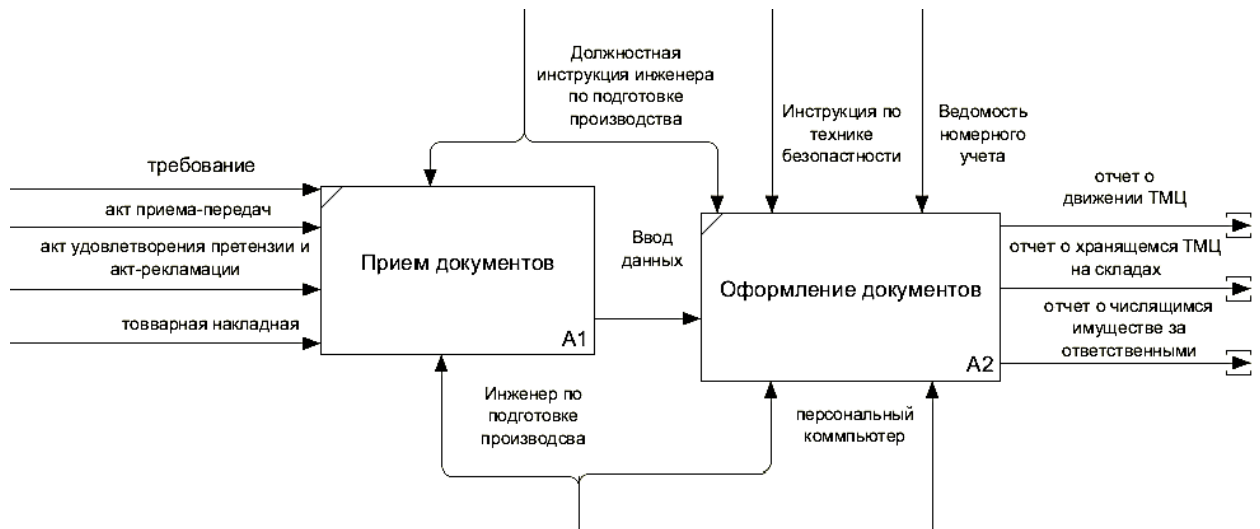 Должностная
инструкция инженера
по подготовке
производства
Инструкция по
технике
безопастности
Ведомость
номерного
учета
требование
акт приема-передач
акт удовлетворения претензии и
акт-рекламации
товварная накладная
Прием документов
A1
Ввод
данных
Оформление документов
A2
отчет о
движении ТМЦ
отчет о хранящемся ТМЦ
на складах
отчет о числящимся
имуществе за
ответственными
Инженер по
подготовке
производсва
персональный
коммпьютер